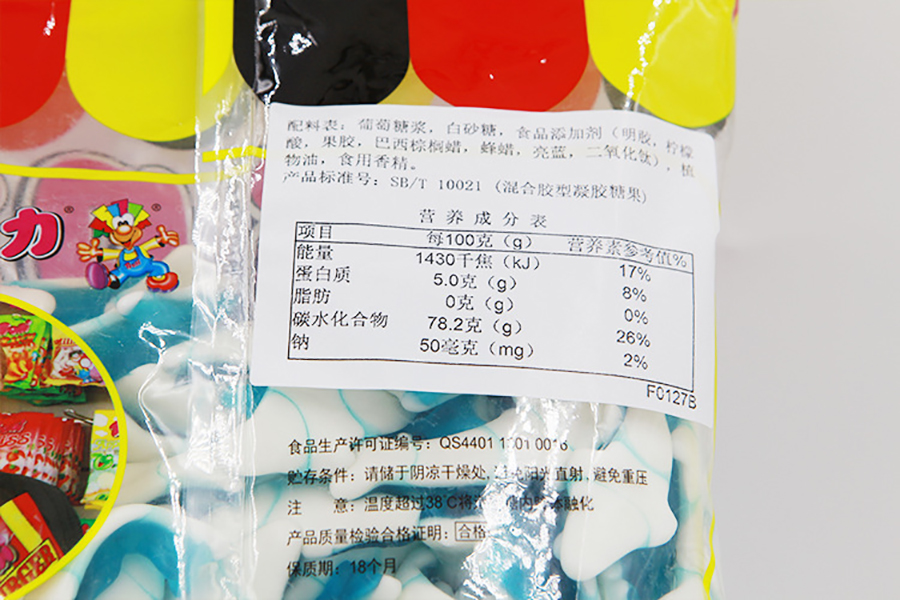 配料表：葡萄糖浆，白砂糖，食品添加剂（明胶，柠檬
酸，果胶，巴西棕榈蜡，蜂蜡，亮蓝，二氧化钛），植
物油，食用香精。
产品标准号：SB/T 10021 (混合胶型凝胶糖果)
营养成分表
项目 每100克（g） 营养素参考值%
能量 1430千焦（kJ） 17%
蛋白质 5.0克（g） 8%
脂肪 0克（g） 0%
碳水化合物 78.2克（g） 26%
钠 50毫克（mg） 2%
F0127B
力®
®
食品生产许可证编号：QS4401 1301 0016
贮存条件：请储于阴凉干燥处，避免阳光直射，避免重压
注 意：温度超过38℃将
融化
产品质量检验合格证明：合格
保质期：18个月